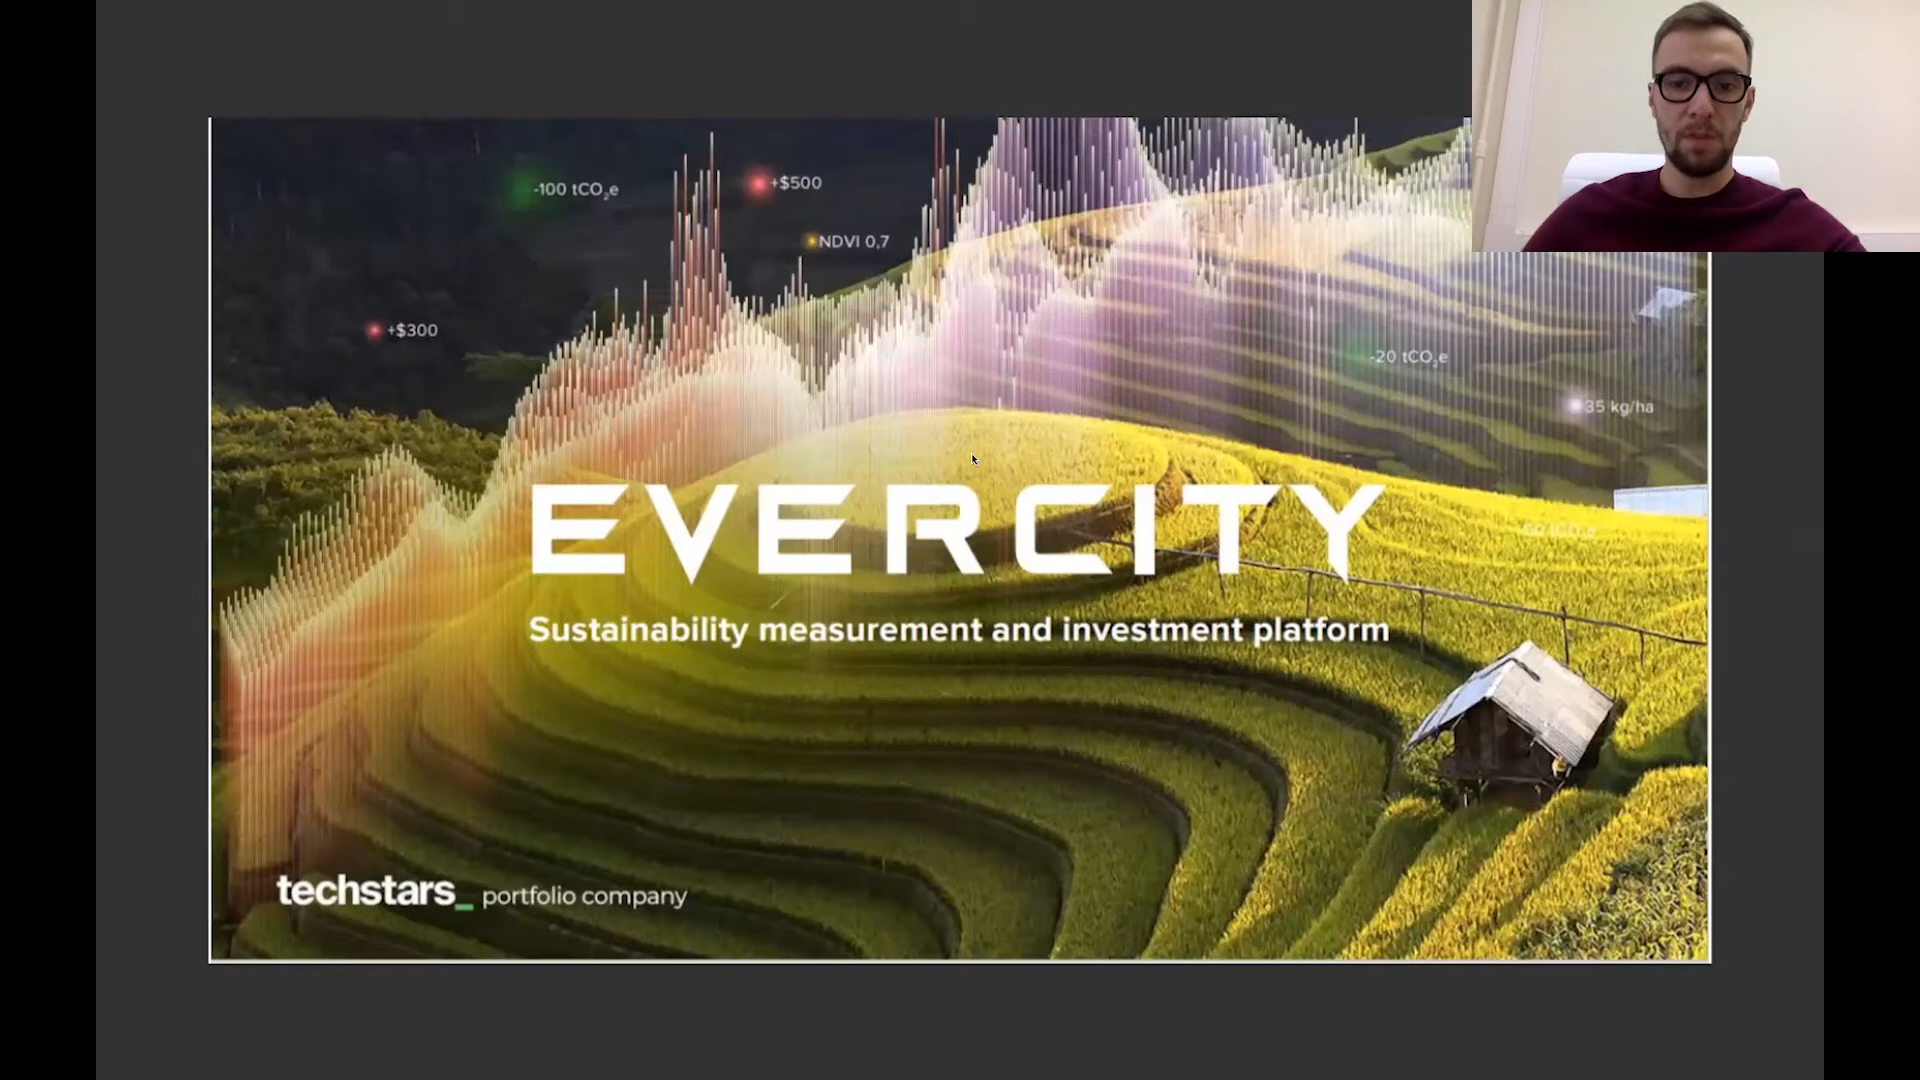 -100 tCO₂e
+$500
NDVI 0,7
+$300
-20 tCO₂e
35 kg/ha
EVERCITY
Sustainability measurement and investment platform
techstars_ portfolio company